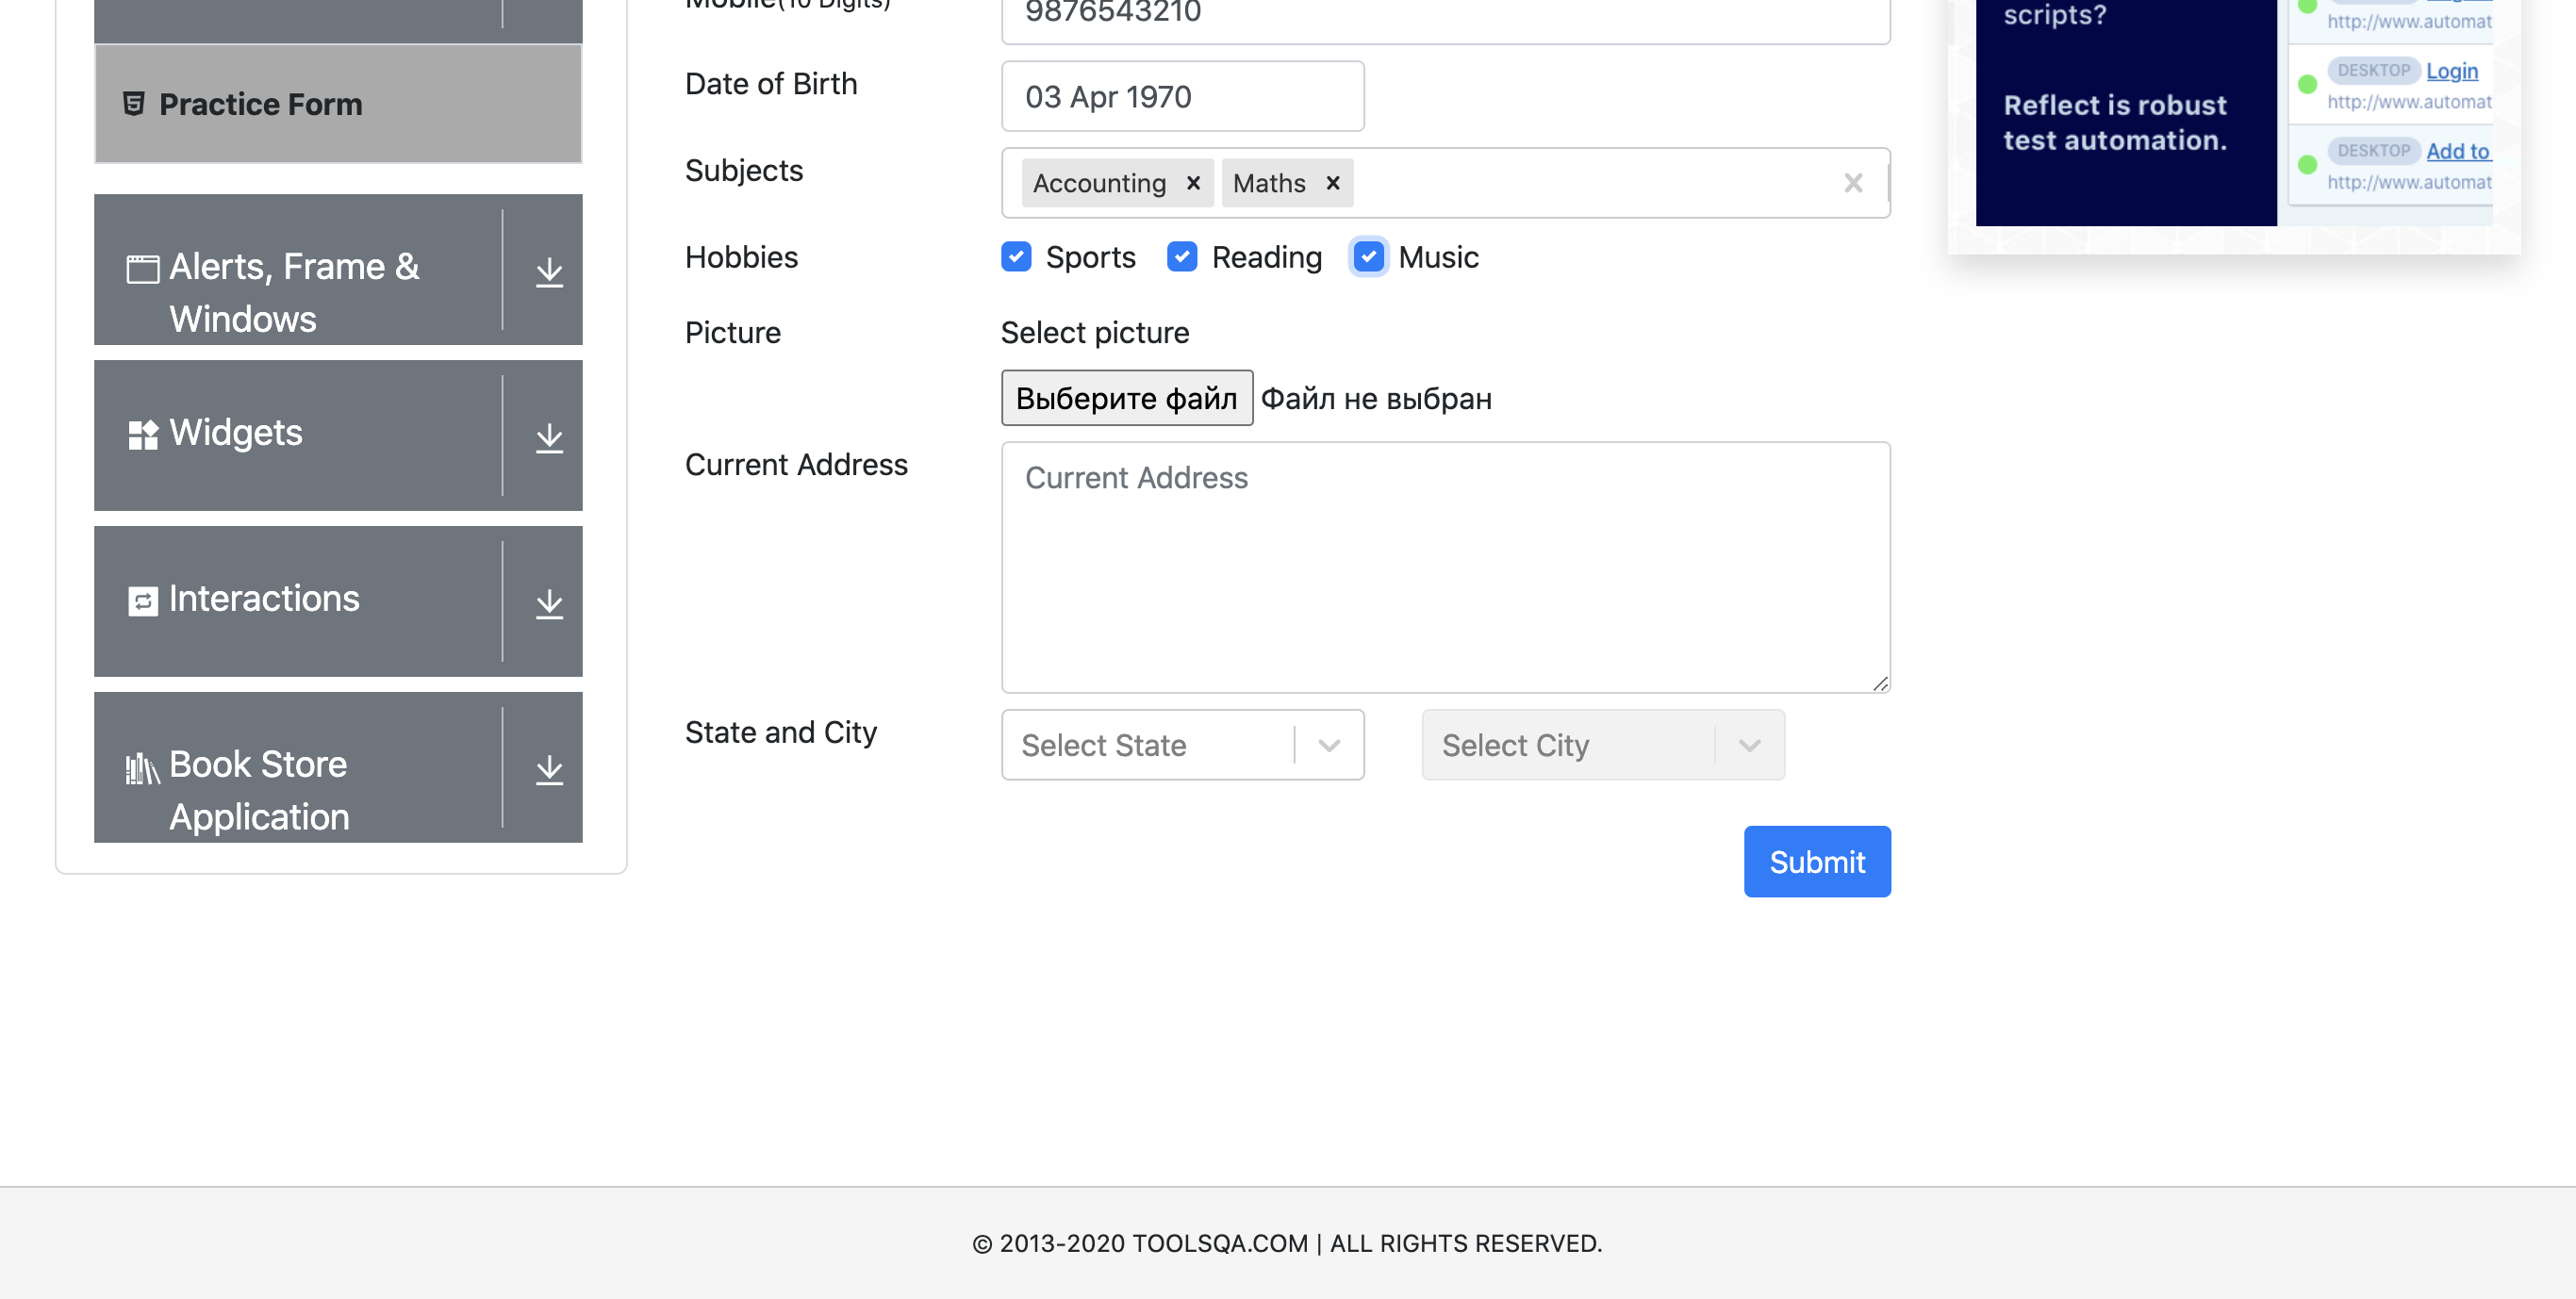 Practice Form
Alerts, Frame &
Windows
Widgets
Interactions
Book Store
Application
Mobile(10 Digits)
9876543210
Date of Birth
03 Apr 1970
Subjects
Accounting × Maths ×
Hobbies
Sports Reading Music
Picture
Select picture
Выберите файл Файл не выбран
Current Address
Current Address
State and City
Select State
Select City
Submit
scripts?
Reflect is robust
test automation.
http://www.automat
DESKTOP Login
http://www.automat
DESKTOP Add to
http://www.automat
© 2013-2020 TOOLSQA.COM | ALL RIGHTS RESERVED.